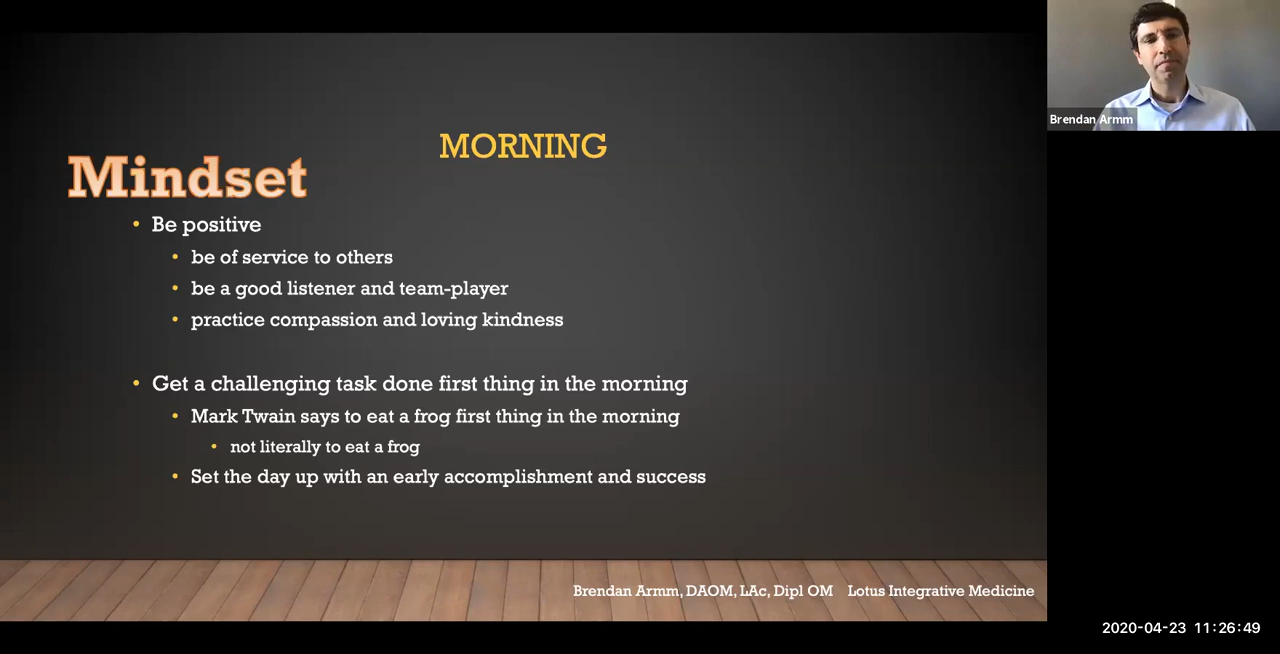 MORNING
Mindset
• Be positive
• be of service to others
• be a good listener and team-player
• practice compassion and loving kindness
• Get a challenging task done first thing in the morning
• Mark Twain says to eat a frog first thing in the morning
• not literally to eat a frog
• Set the day up with an early accomplishment and success
Brendan Armm, DAOM, LAc, Dipl OM Lotus Integrative Medicine
Brendan Armm
2020-04-23 11:26:49